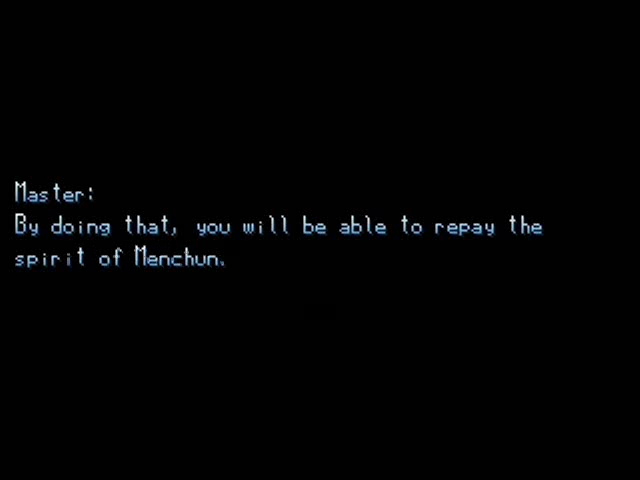 Master:
By doing that, you will be able to repay the
spirit of Menchun.